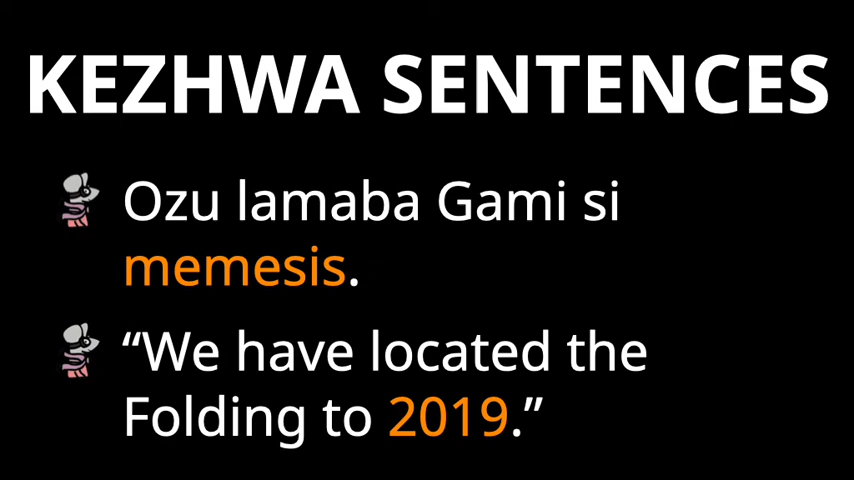 KEZHWA SENTENCES
Ozu lamaba Gami si
memesis.
“We have located the
Folding to 2019.”